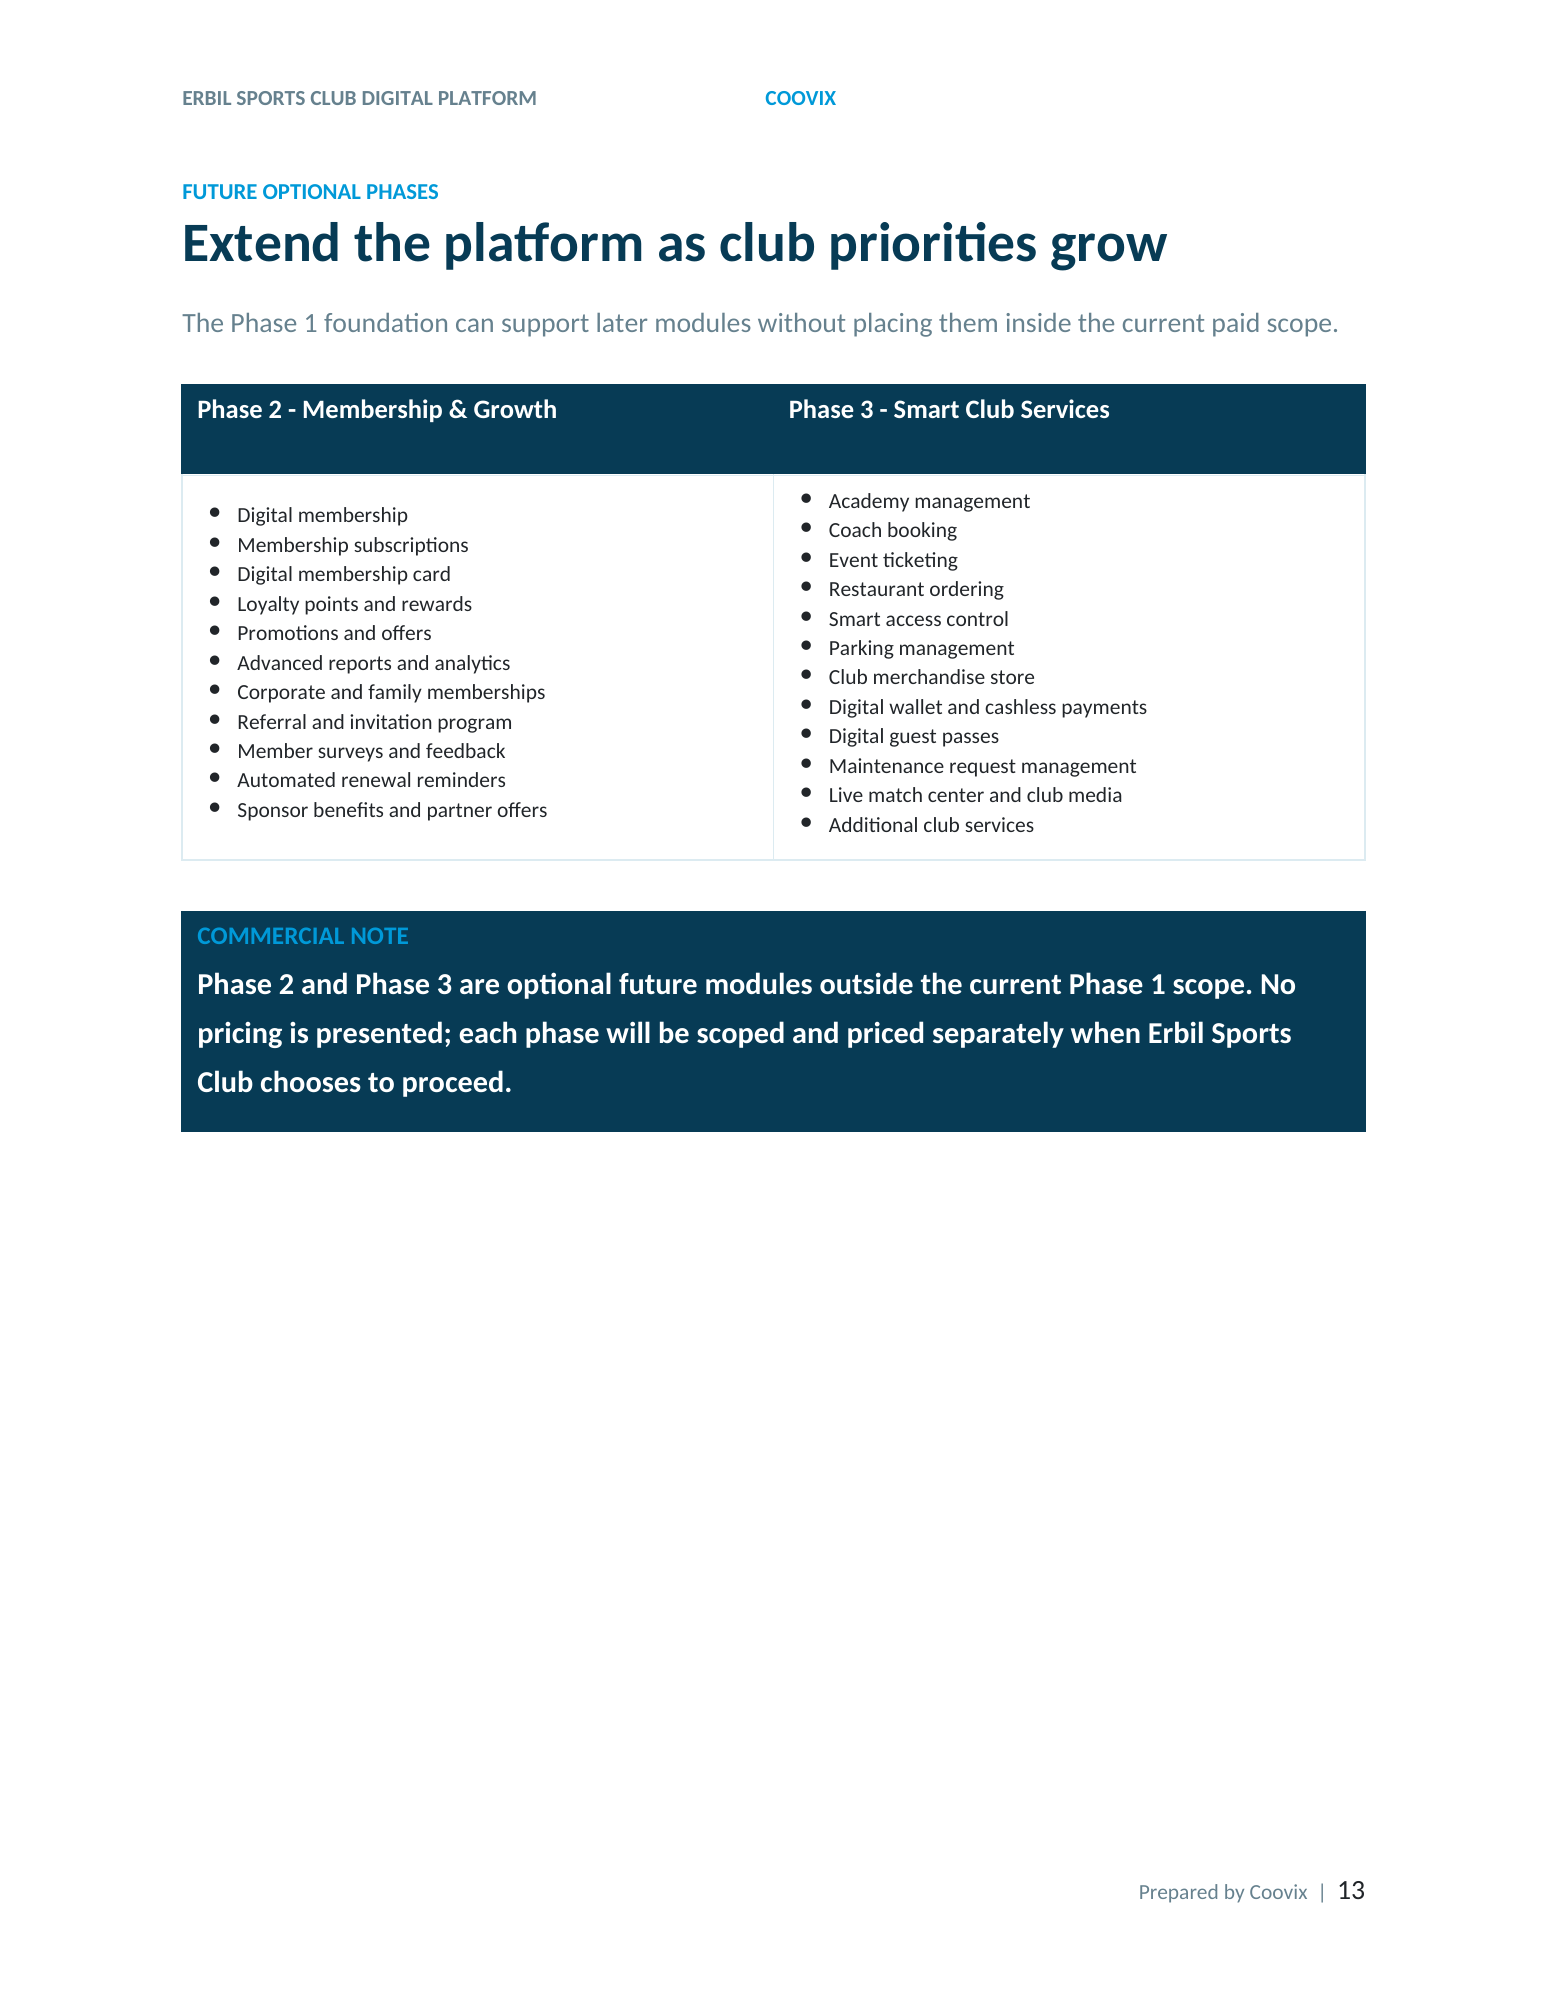 ERBIL SPORTS CLUB DIGITAL PLATFORM COOVIX
FUTURE OPTIONAL PHASES
Extend the platform as club priorities grow
The Phase 1 foundation can support later modules without placing them inside the current paid scope.
Phase 2 - Membership & Growth
• Digital membership
• Membership subscriptions
• Digital membership card
• Loyalty points and rewards
• Promotions and offers
• Advanced reports and analytics
• Corporate and family memberships
• Referral and invitation program
• Member surveys and feedback
• Automated renewal reminders
• Sponsor benefits and partner offers
Phase 3 - Smart Club Services
• Academy management
• Coach booking
• Event ticketing
• Restaurant ordering
• Smart access control
• Parking management
• Club merchandise store
• Digital wallet and cashless payments
• Digital guest passes
• Maintenance request management
• Live match center and club media
• Additional club services
COMMERCIAL NOTE
Phase 2 and Phase 3 are optional future modules outside the current Phase 1 scope. No
pricing is presented; each phase will be scoped and priced separately when Erbil Sports
Club chooses to proceed.
Prepared by Coovix | 13